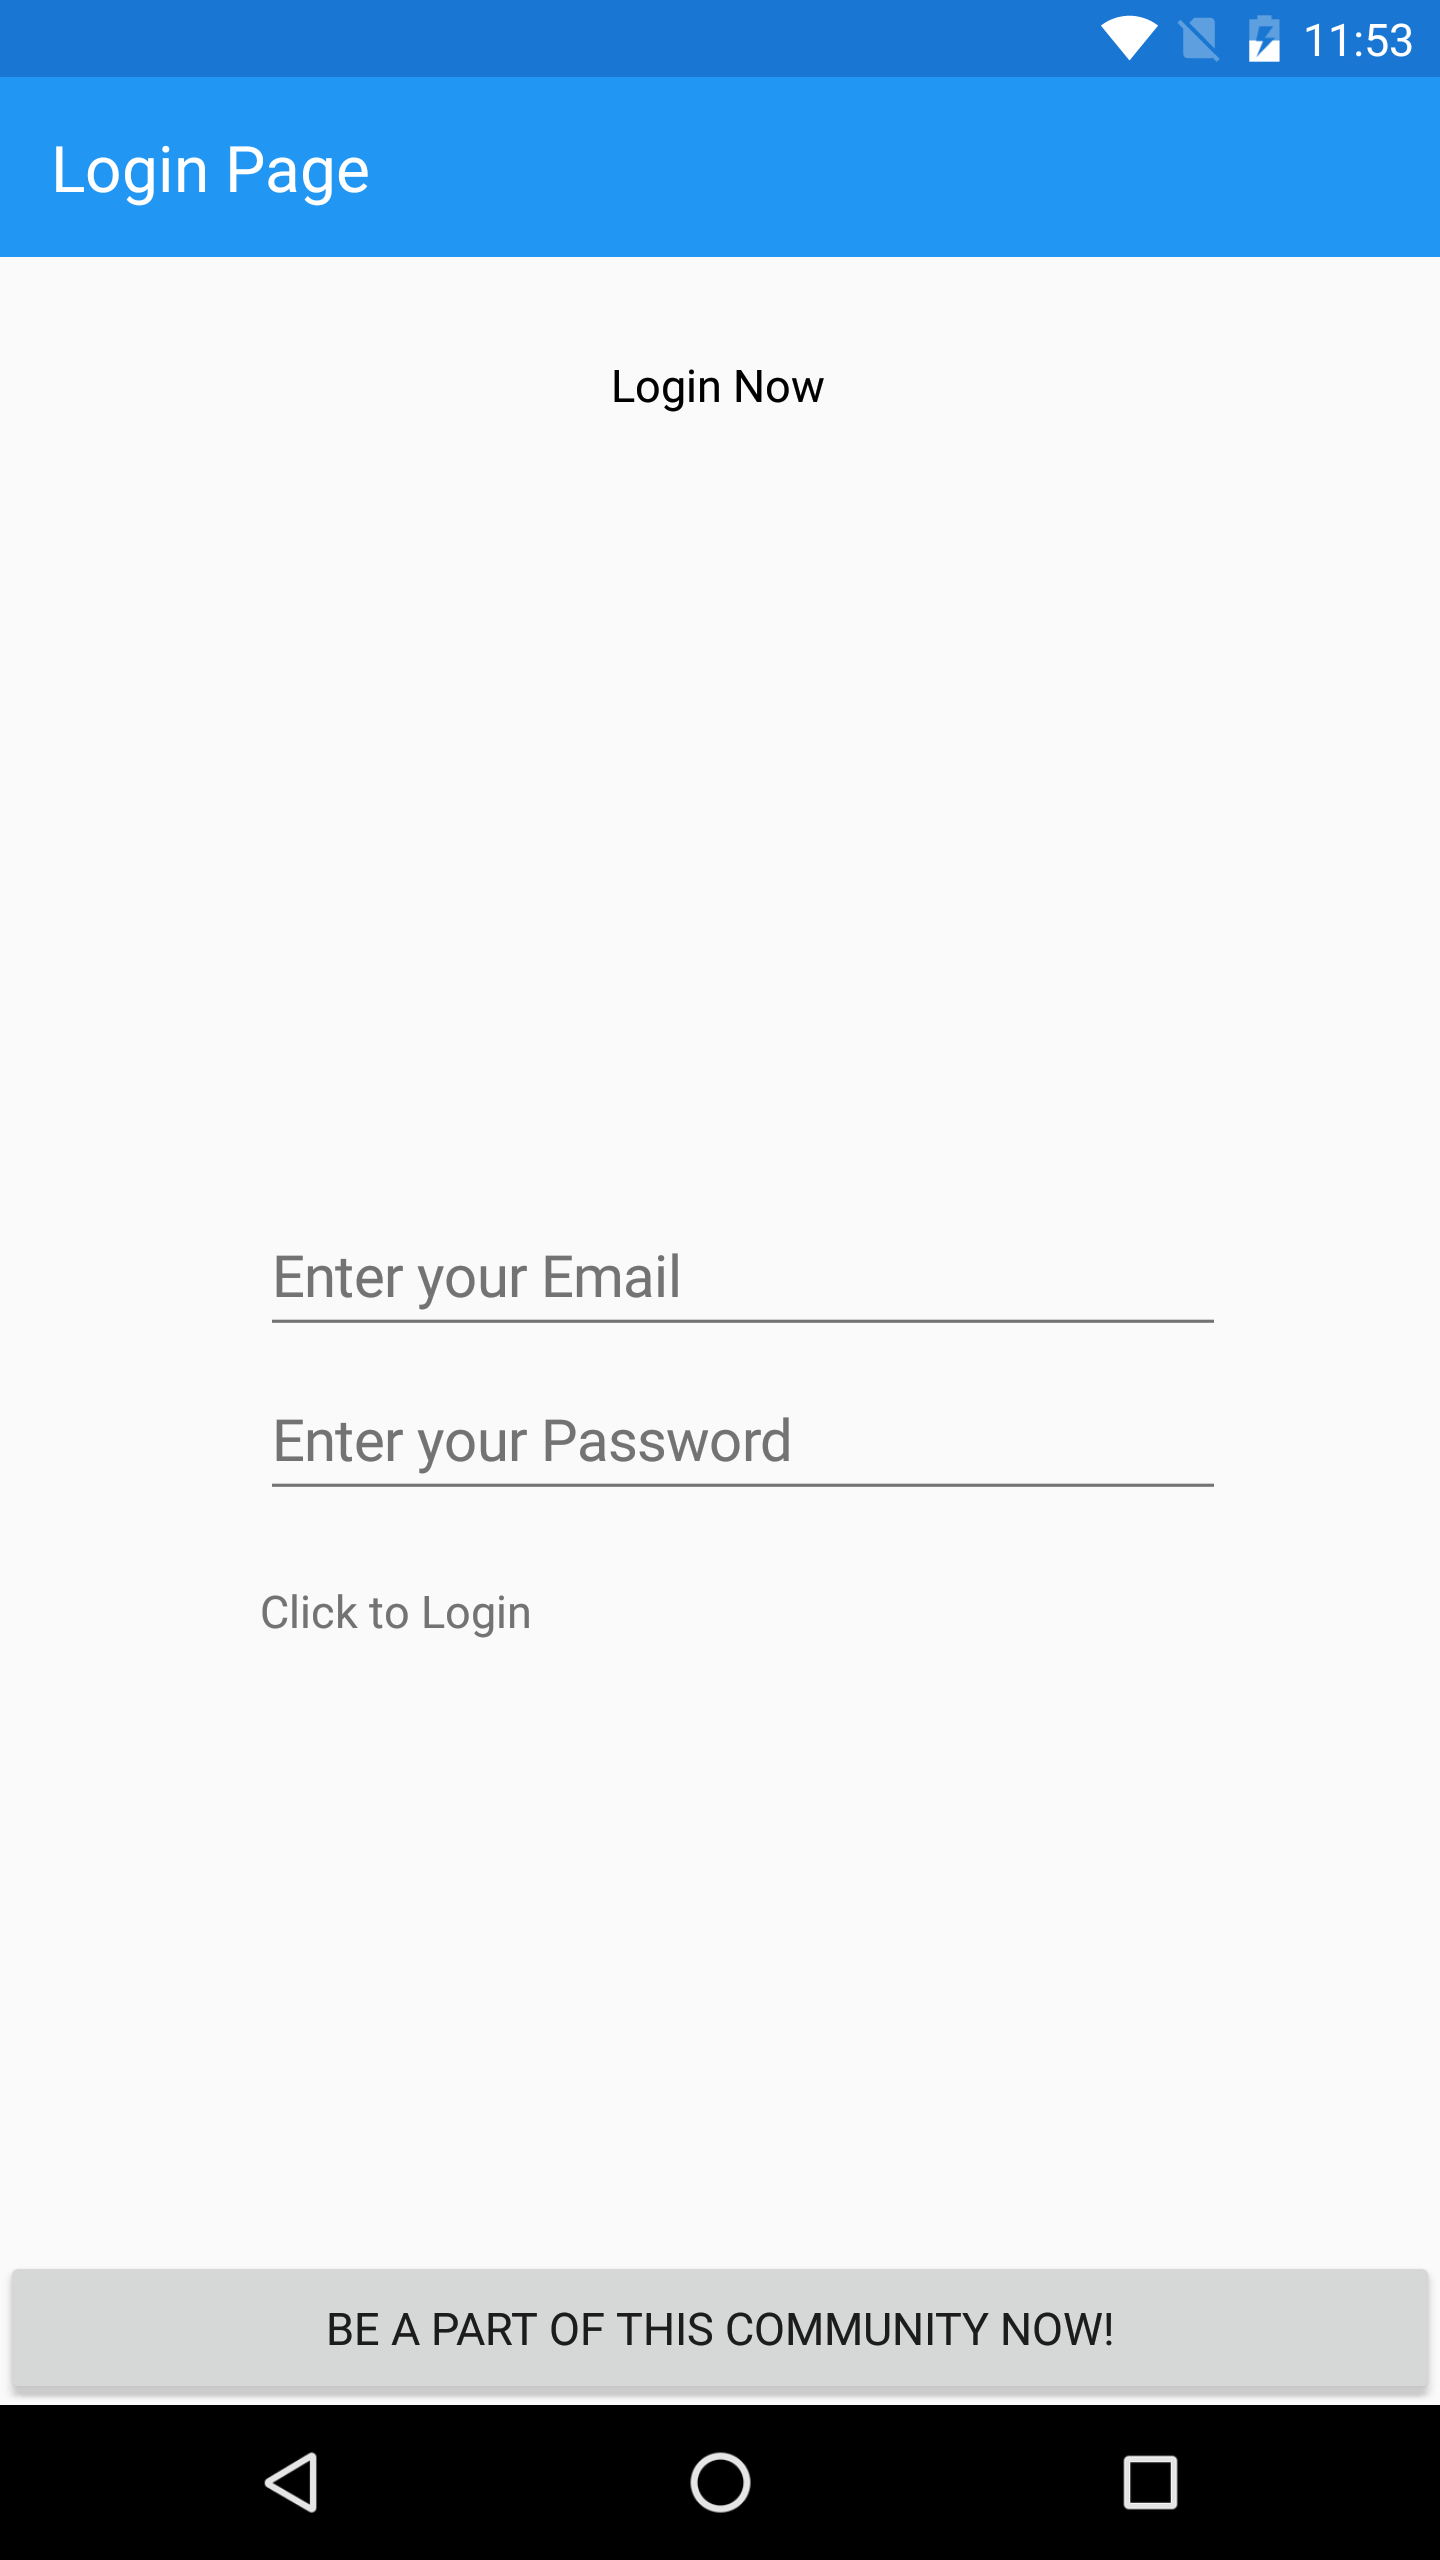 11:53
Login Page
Login Now
Enter your Email
Enter your Password
Click to Login
BE A PART OF THIS COMMUNITY NOW!